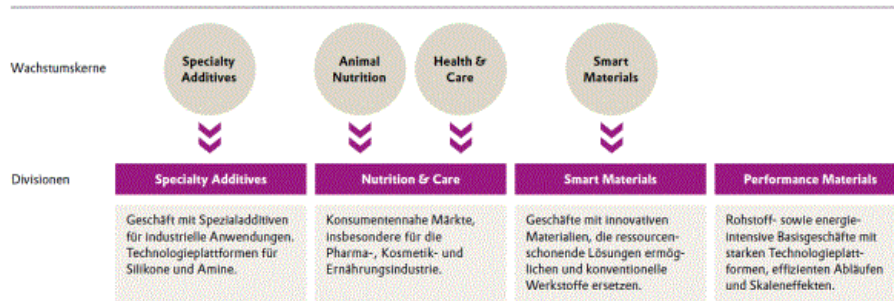 Wachstumskerne
Specialty
Additives
Animal
Nutrition
Health &
Care
Smart
Materials
Divisionen
Specialty Additives
Nutrition & Care
Smart Materials
Performance Materials
Geschäft mit Spezialadditiven
für industrielle Anwendungen.
Technologieplattformen für
Silikone und Amine.
Konsumentennahe Märkte,
insbesondere für die
Pharma-, Kosmetik- und
Ernährungsindustrie.
Geschäfte mit innovativen
Materialien, die ressourcen-
schonende Lösungen ermög-
lichen und konventionelle
Werkstoffe ersetzen.
Rohstoff- sowie energie-
intensive Basisgeschäfte mit
starken Technologieplatt-
formen, effizienten Abläufen
und Skaleneffekten.